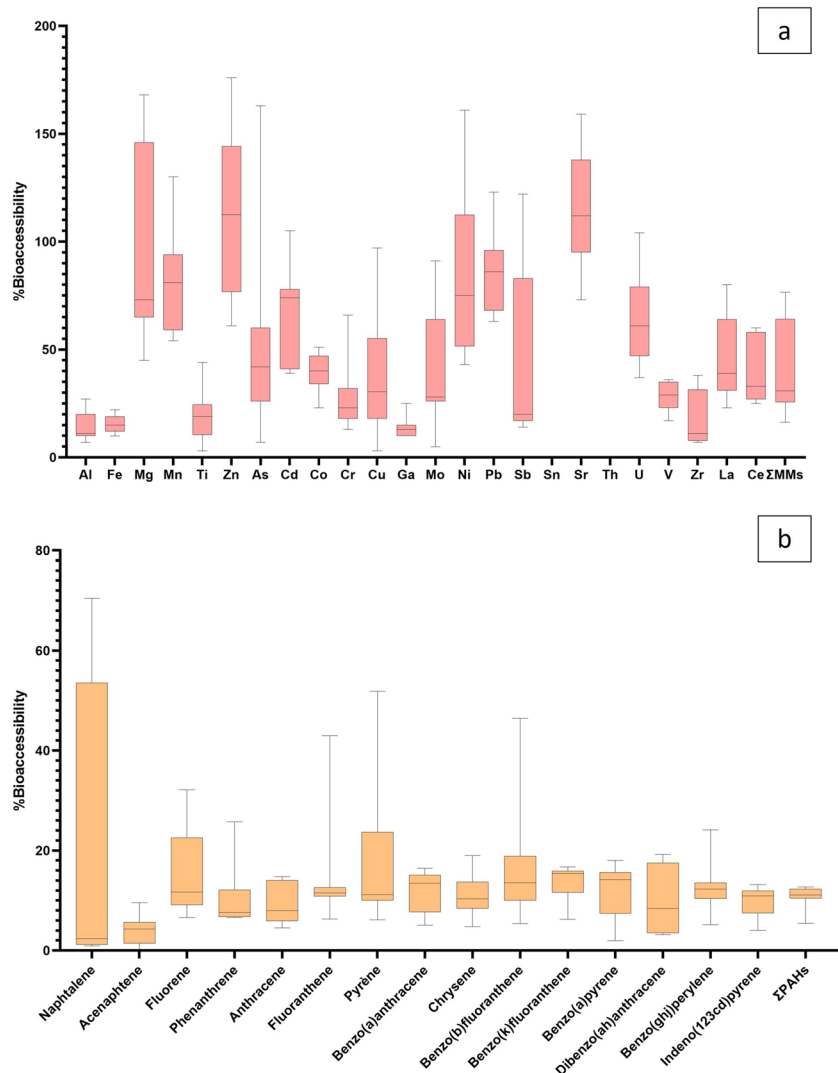 a
200
150
100
50
0
%Bioaccessibility
Al Fe Mg Mn Ti Zn As Cd Co Cr Cu Ga Mo Ni Pb Sb Sn Sr Th U V Zr La Ce ΣMMs
b
80
60
40
20
0
%Bioaccessibility
Naphtalene
Acenaphtene
Fluorene
Phenanthrene
Anthracene
Fluoranthene
Pyrène
Benzo(a)anthracene
Chrysene
Benzo(b)fluoranthene
Benzo(k)fluoranthene
Benzo(a)pyrene
Dibenzo(ah)anthracene
Benzo(ghi))perylene
Indeno(123cd)pyrene
ΣPAHs